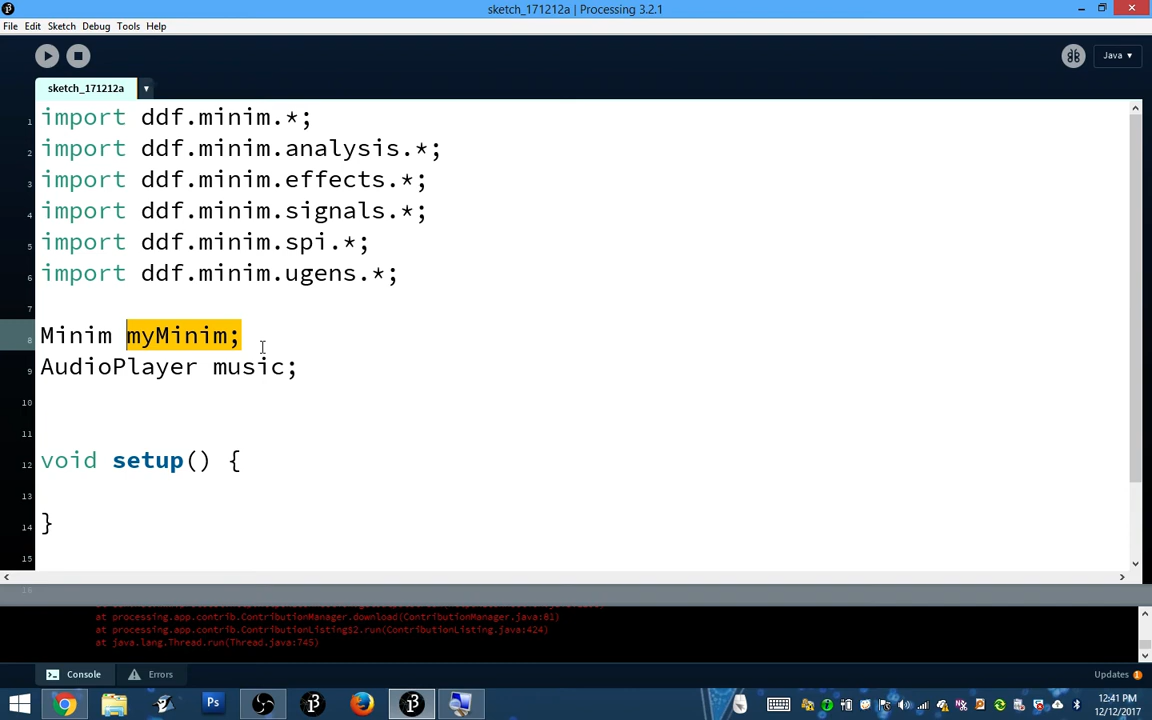 sketch_171212a | Processing 3.2.1
File Edit Sketch Debug Tools Help
Java ▾
sketch_171212a ▾
1 import ddf.minim.*;
2 import ddf.minim.analysis.*;
3 import ddf.minim.effects.*;
4 import ddf.minim.signals.*;
5 import ddf.minim.spi.*;
6 import ddf.minim.ugens.*;
7
8 Minim myMinim;
9 AudioPlayer music;
10
11
12 void setup() {
13
14 }
15
at processing.app.contrib.ContributionManager.download(ContributionManager.java:81)
at processing.app.contrib.ContributionListing$2.run(ContributionListing.java:424)
at java.lang.Thread.run(Thread.java:745)
Console Errors Updates 1
Ps
12:41 PM
12/12/2017